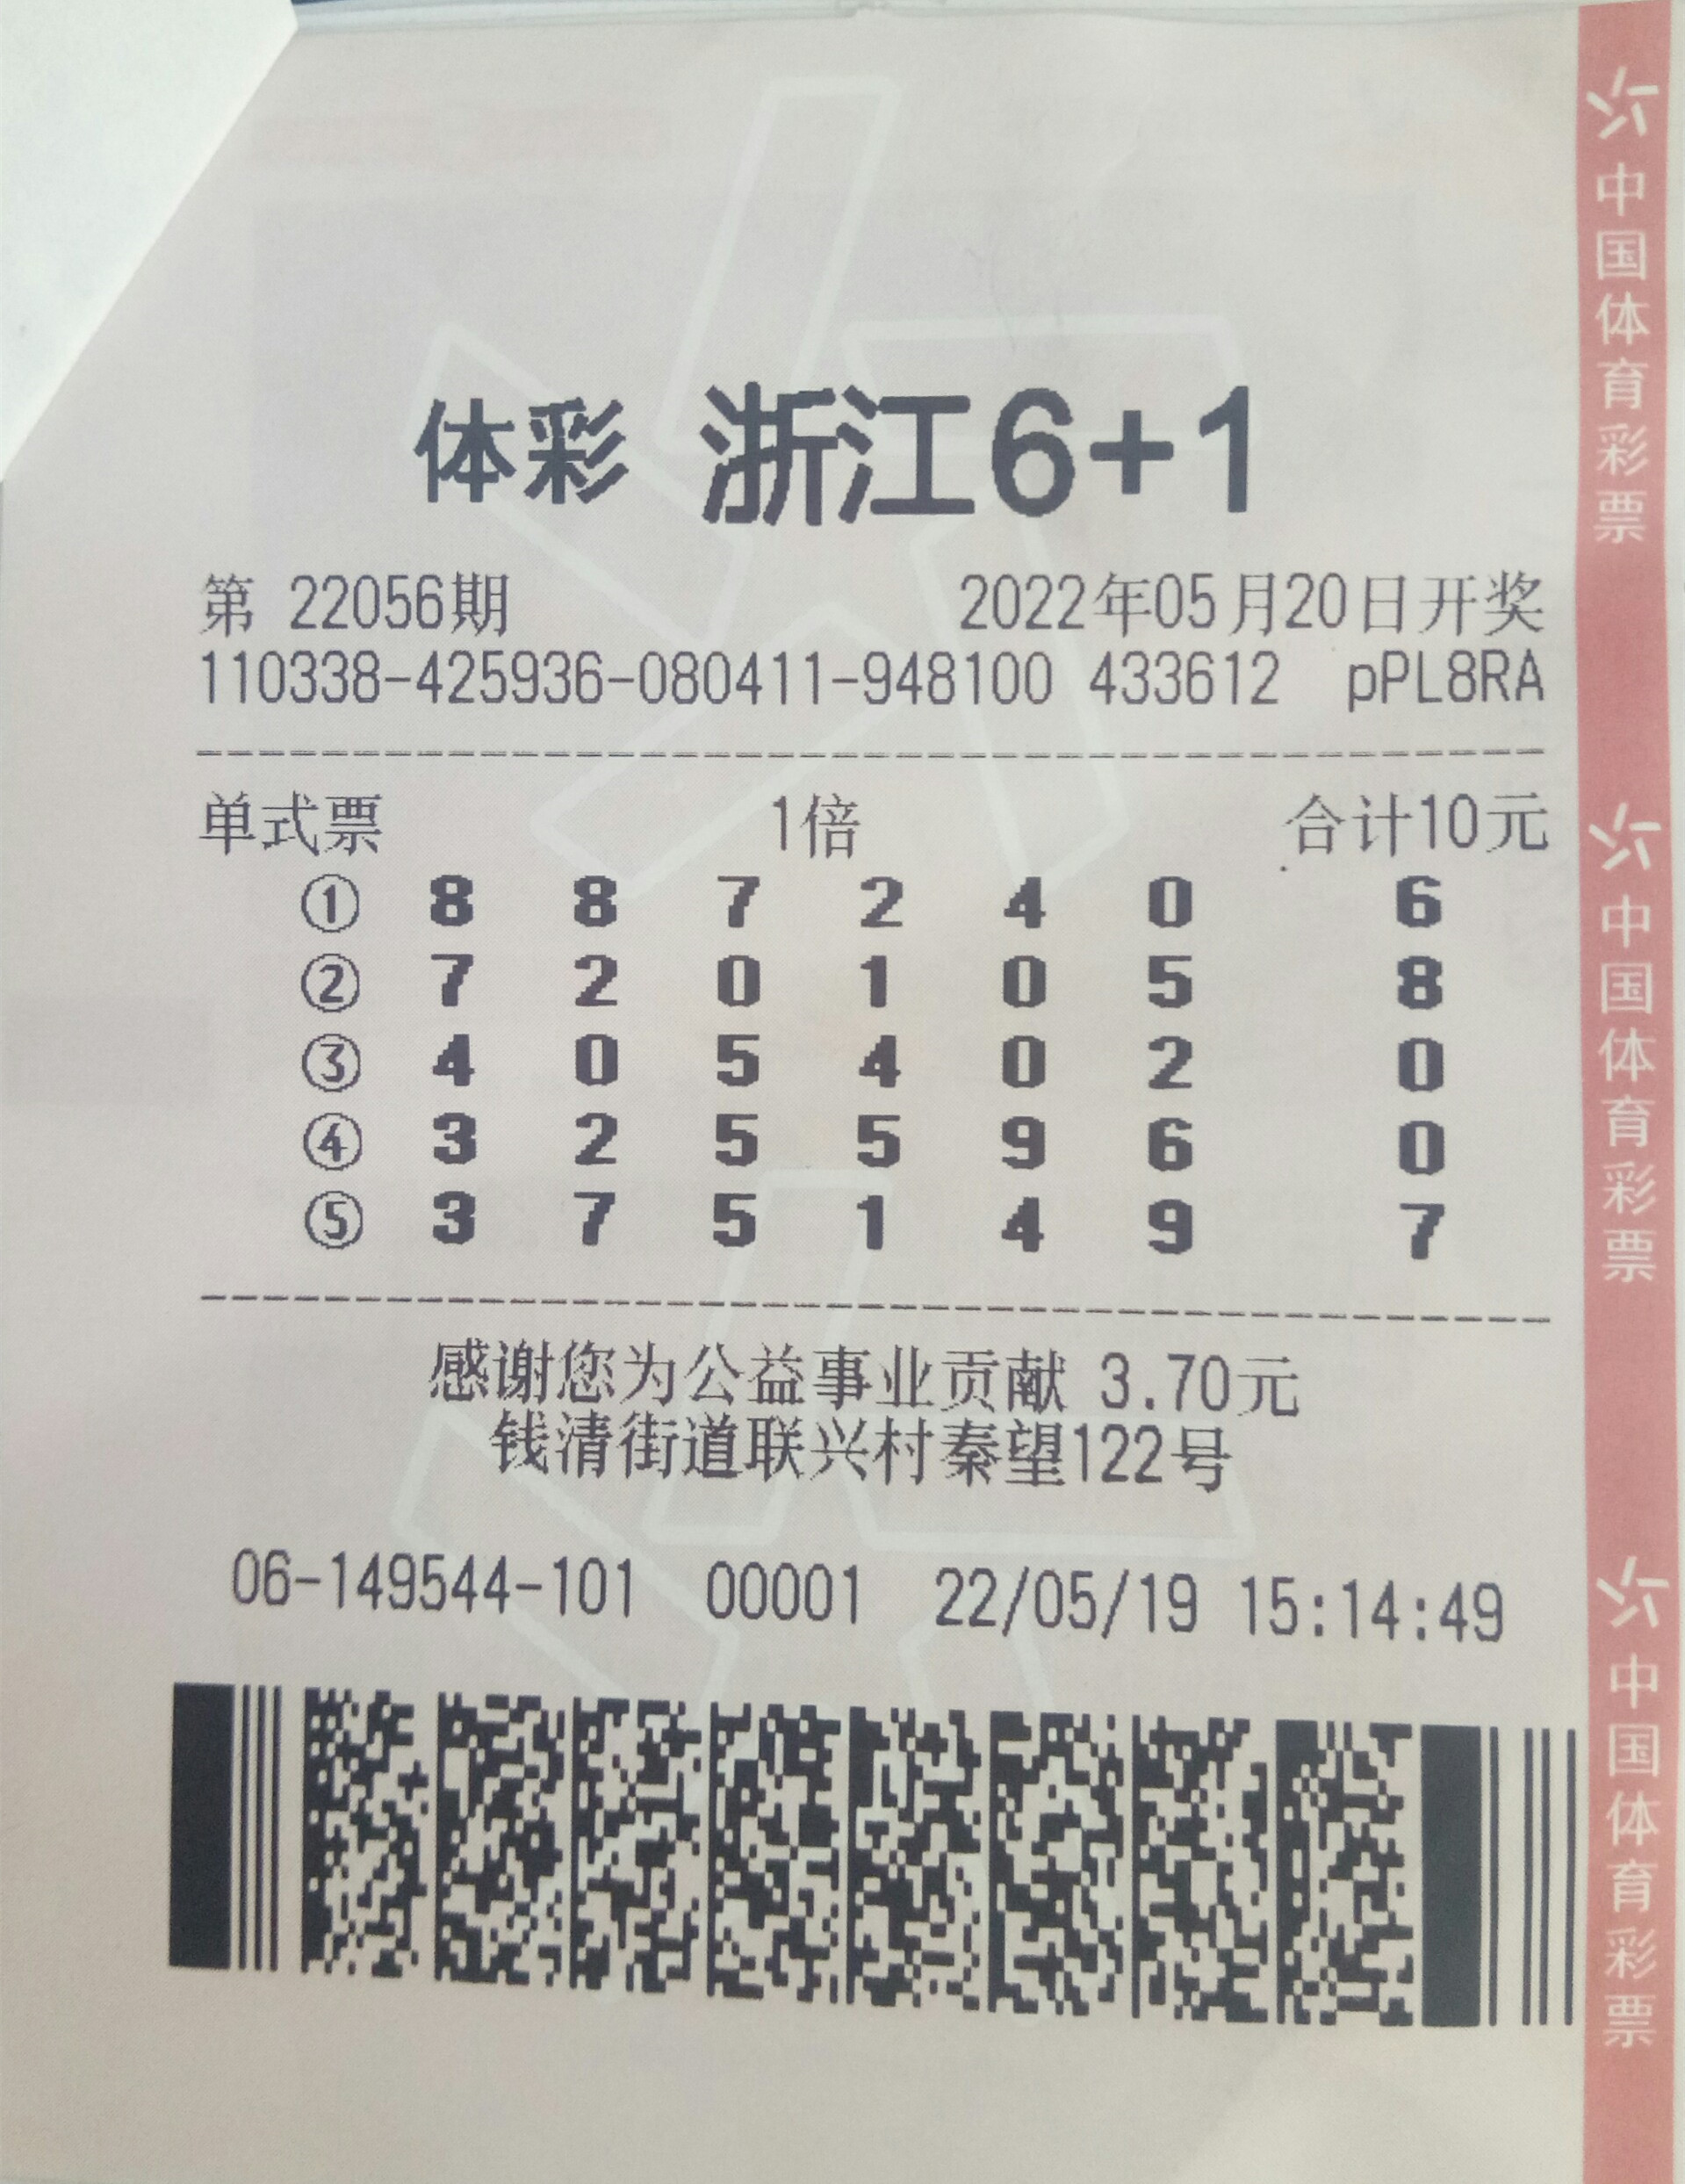 体彩 浙江6+1
第 22056期 2022年05月20日开奖
110338-425936-080411-948100 433612 pPL8RA
单式票 1倍 合计10元
① 8 8 7 2 4 0 6
② 7 2 0 1 0 5 8
③ 4 0 5 4 0 2 0
④ 3 2 5 5 9 6 0
⑤ 3 7 5 1 4 9 7
感谢您为公益事业贡献 3.70元
钱清街道联兴村秦望122号
06-149544-101 00001 22/05/19 15:14:49
中国体育彩票
中国体育彩票
中国体育彩票